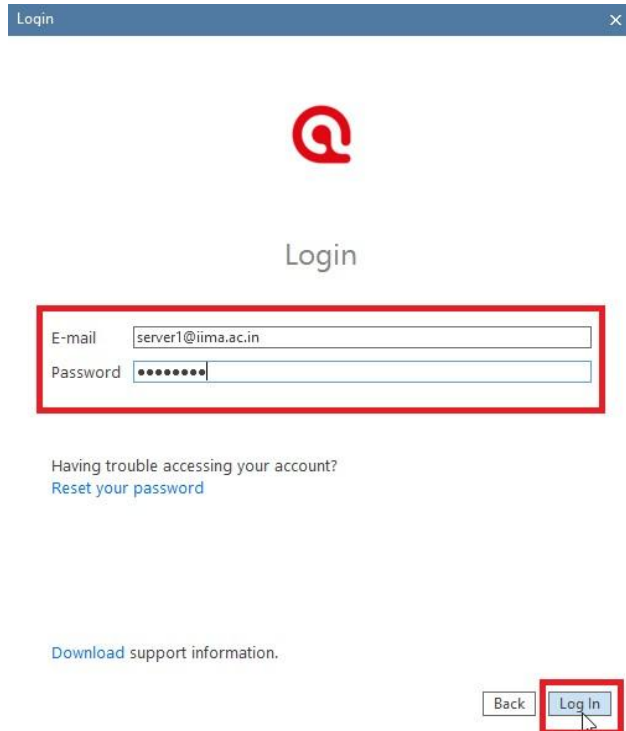 Login
Login
E-mail server1@iima.ac.in
Password ●●●●●●●●
Having trouble accessing your account?
Reset your password
Download support information.
Back Log In